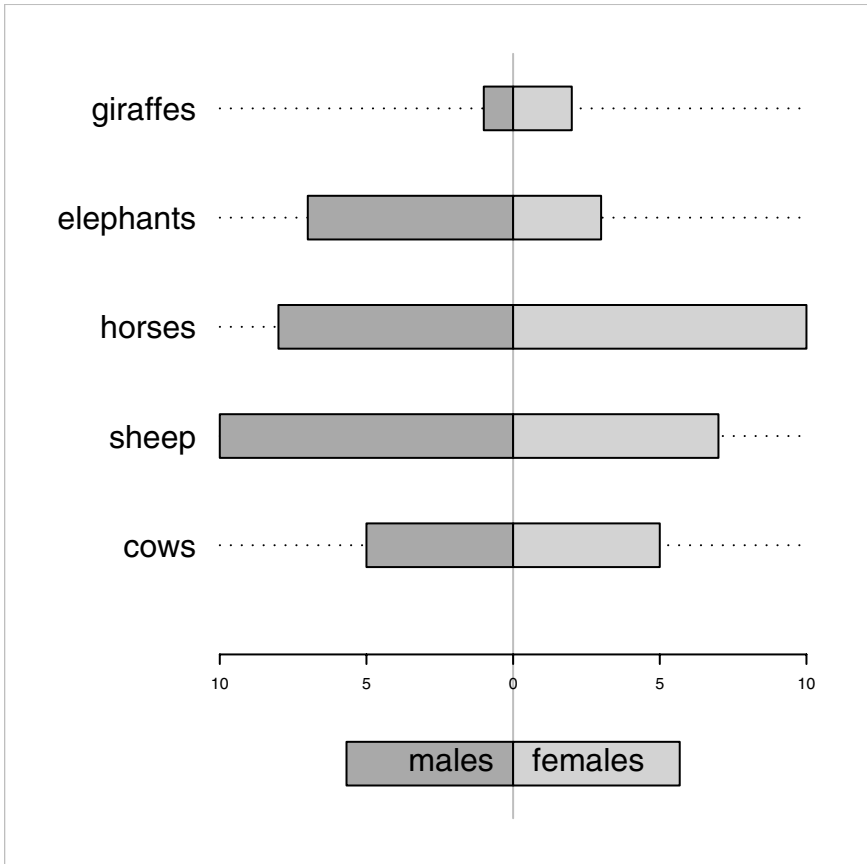 giraffes
elephants
horses
sheep
cows
10 5 0 5 10
males females